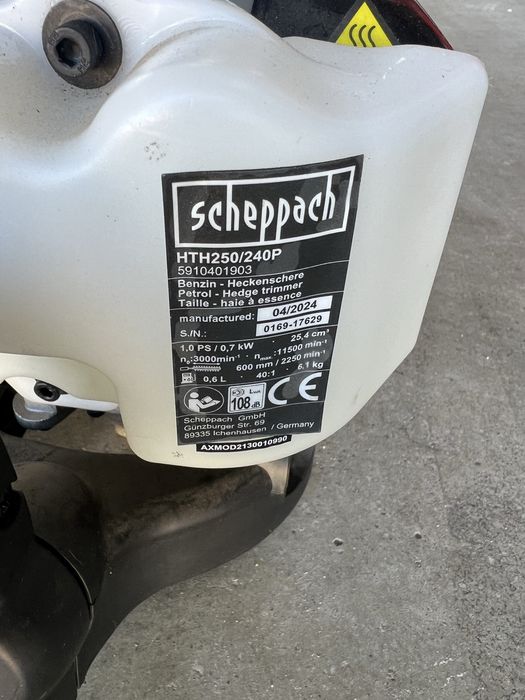 scheppach
HTH250/240P
5910401903
Benzin - Heckenschere
Petrol - Hedge trimmer
Taille - haie à essence
manufactured: 04/2024
S./N.: 0169-17629
1,0 PS / 0,7 kW · 25,4 cm³
n₀:3000min⁻¹ · nmax:11500 min⁻¹
600 mm / 2250 min⁻¹
0,6 L · 40:1 · 6,1 kg
LWA
108 dB
CE
Scheppach GmbH
Günzburger Str. 69
89335 Ichenhausen / Germany
AXMOD2130010990